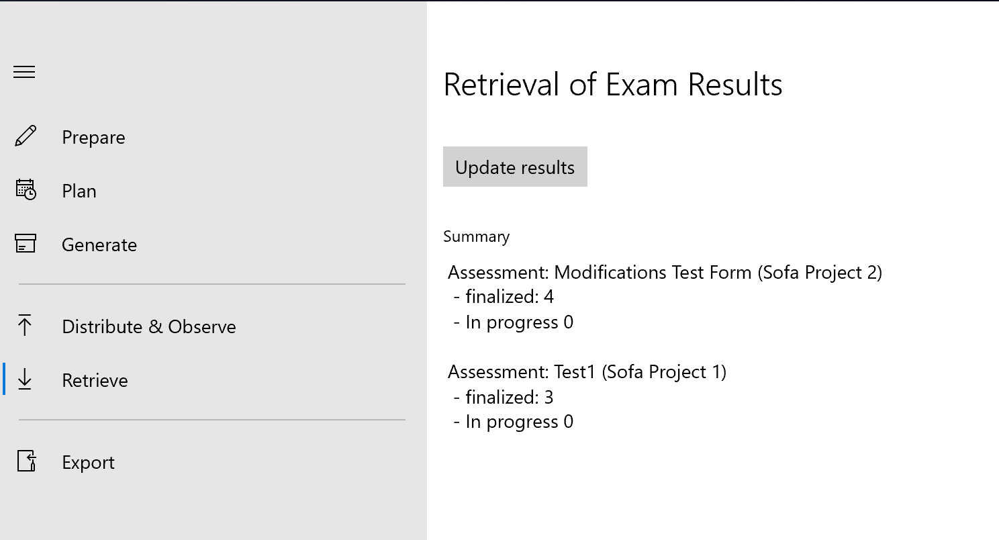 Prepare
Plan
Generate
Distribute & Observe
Retrieve
Export
Retrieval of Exam Results
Update results
Summary
Assessment: Modifications Test Form (Sofa Project 2)
- finalized: 4
- In progress 0
Assessment: Test1 (Sofa Project 1)
- finalized: 3
- In progress 0